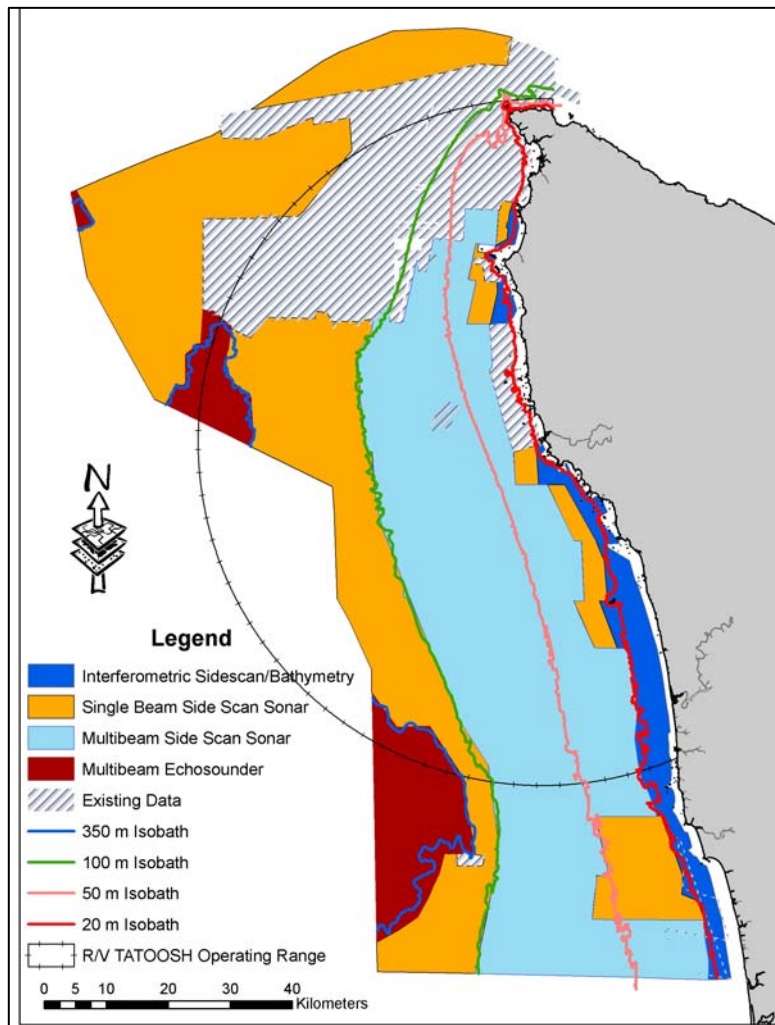 N
Legend
Interferometric Sidescan/Bathymetry
Single Beam Side Scan Sonar
Multibeam Side Scan Sonar
Multibeam Echosounder
Existing Data
350 m Isobath
100 m Isobath
50 m Isobath
20 m Isobath
R/V TATOOSH Operating Range
0 5 10 20 30 40
Kilometers